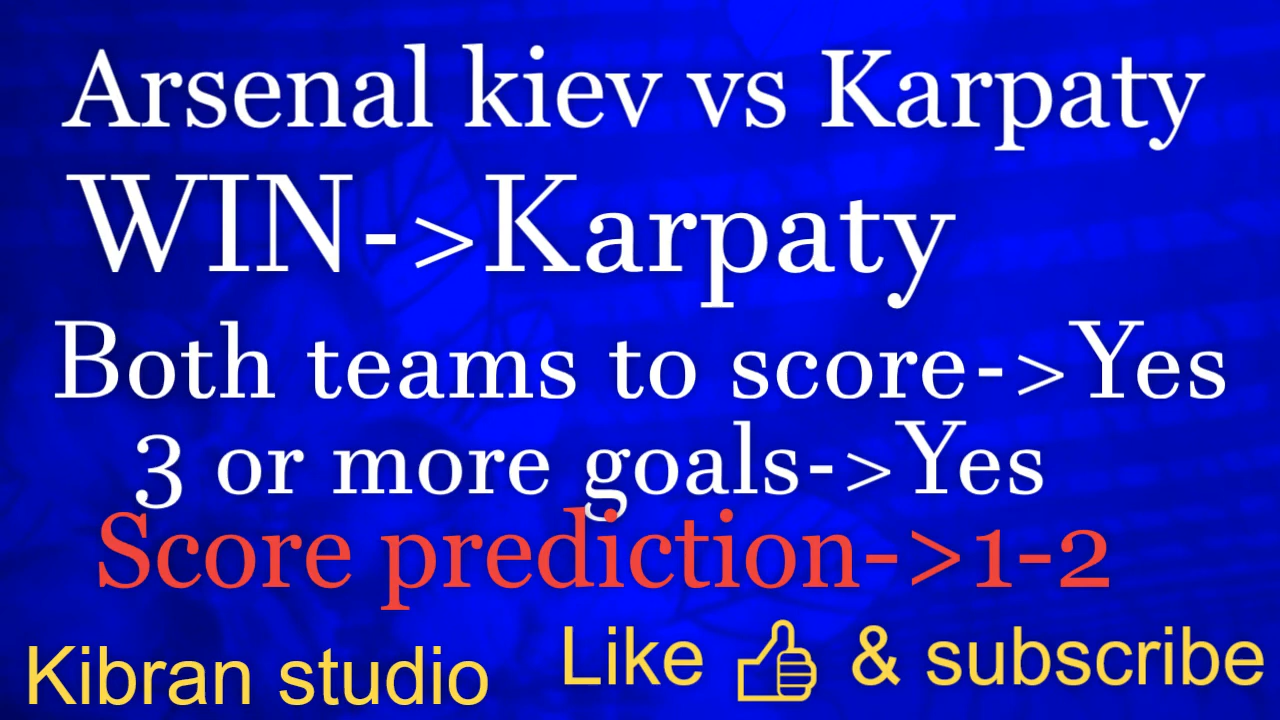 Arsenal kiev vs Karpaty
WIN->Karpaty
Both teams to score->Yes
3 or more goals->Yes
Score prediction->1-2
Kibran studio
Like 👍 & subscribe